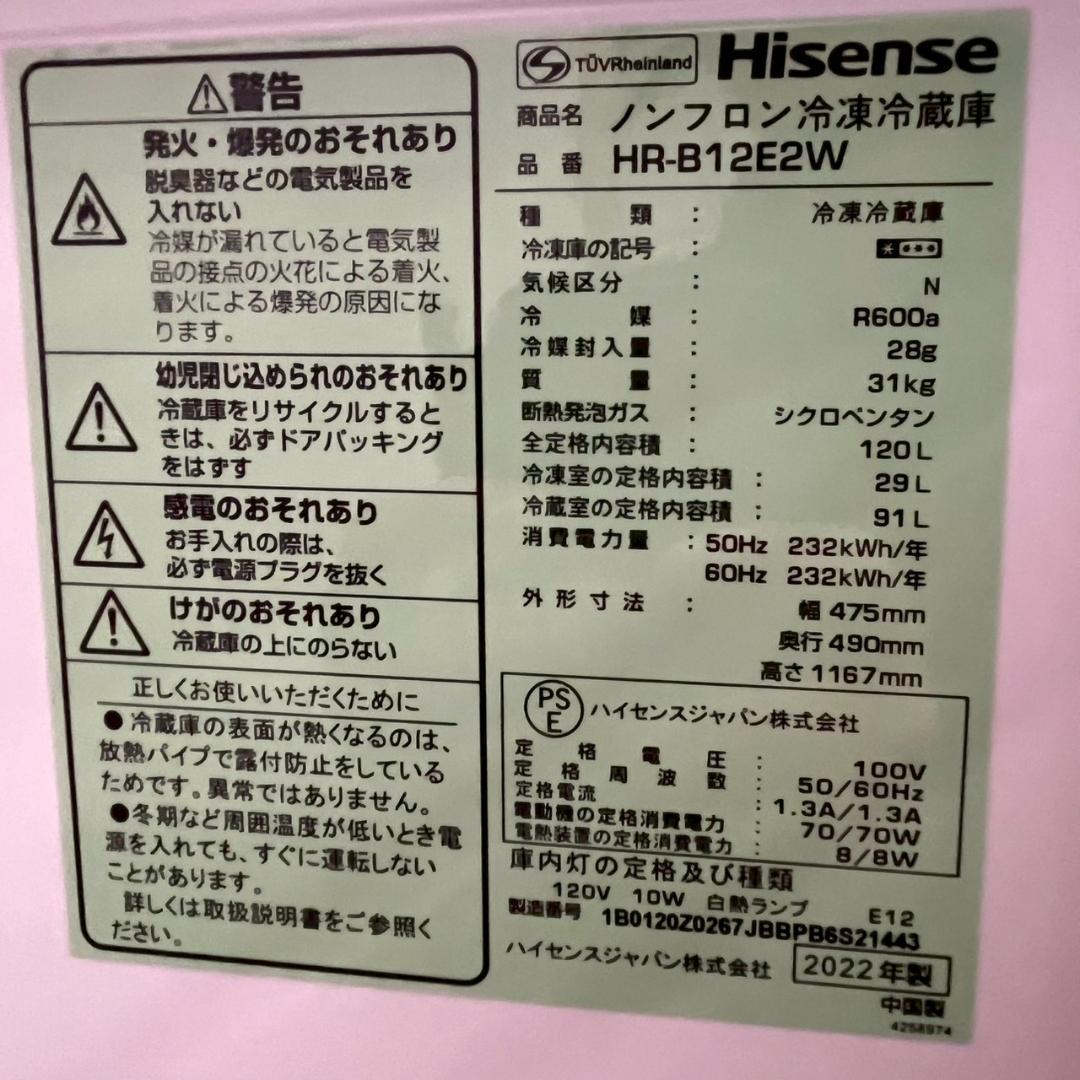 警告
発火・爆発のおそれあり
脱臭器などの電気製品を
入れない
冷媒が漏れていると電気製
品の接点の火花による着火、
着火による爆発の原因にな
ります。
幼児閉じ込められのおそれあり
冷蔵庫をリサイクルすると
きは、必ずドアパッキング
をはずす
感電のおそれあり
お手入れの際は、
必ず電源プラグを抜く
けがのおそれあり
冷蔵庫の上にのらない
正しくお使いいただくために
●冷蔵庫の表面が熱くなるのは、
放熱パイプで露付防止をしている
ためです。異常ではありません。
●冬期など周囲温度が低いとき電
源を入れても、すぐに運転しない
ことがあります。
詳しくは取扱説明書をご参照く
ださい。
TÜVRheinland Hisense
商品名 ノンフロン冷凍冷蔵庫
品番 HR-B12E2W
種類 : 冷凍冷蔵庫
冷凍庫の記号 :
気候区分 : N
冷媒 : R600a
冷媒封入量 : 28g
質量 : 31kg
断熱発泡ガス : シクロペンタン
全定格内容積 : 120L
冷凍室の定格内容積 : 29L
冷蔵室の定格内容積 : 91L
消費電力量 : 50Hz 232kWh/年
60Hz 232kWh/年
外形寸法 : 幅 475mm
奥行 490mm
高さ 1167mm
PSE ハイセンスジャパン株式会社
定格電圧 : 100V
定格周波数 : 50/60Hz
定格電流 : 1.3A/1.3A
電動機の定格消費電力 : 70/70W
電熱装置の定格消費電力 : 8/8W
庫内灯の定格及び種類
120V 10W 白熱ランプ E12
製造番号 1B0120Z0267JBBPB6S21443
ハイセンスジャパン株式会社 2022年製
中国製
4258974